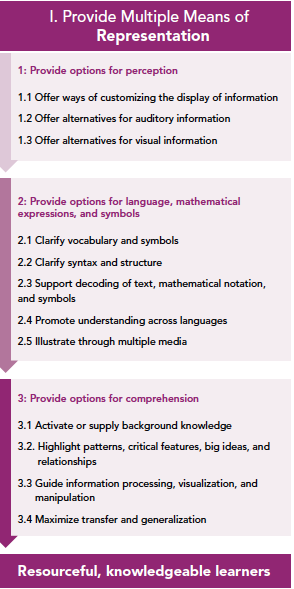 I. Provide Multiple Means of
Representation
1: Provide options for perception
1.1 Offer ways of customizing the display of information
1.2 Offer alternatives for auditory information
1.3 Offer alternatives for visual information
2: Provide options for language, mathematical
expressions, and symbols
2.1 Clarify vocabulary and symbols
2.2 Clarify syntax and structure
2.3 Support decoding of text, mathematical notation,
and symbols
2.4 Promote understanding across languages
2.5 Illustrate through multiple media
3: Provide options for comprehension
3.1 Activate or supply background knowledge
3.2. Highlight patterns, critical features, big ideas, and
relationships
3.3 Guide information processing, visualization, and
manipulation
3.4 Maximize transfer and generalization
Resourceful, knowledgeable learners